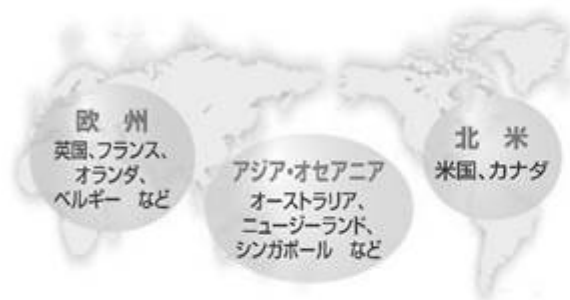 欧 州
英国、フランス、
オランダ、
ベルギー など
アジア・オセアニア
オーストラリア、
ニュージーランド、
シンガポール など
北 米
米国、カナダ